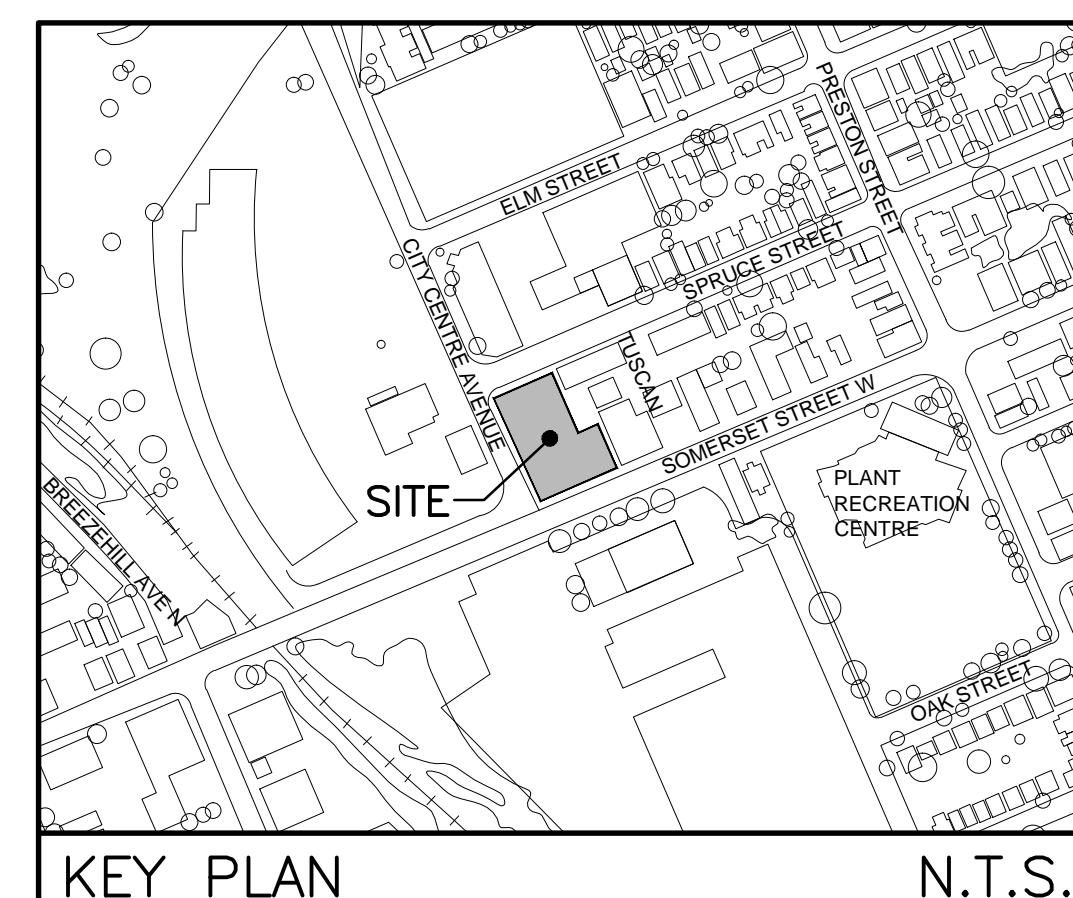 PRESTON STREET
ELM STREET
CITY CENTRE AVENUE
SPRUCE STREET
TUSCAN
SOMERSET STREET W
SITE
PLANT
RECREATION
CENTRE
BREEZEHILL AVE N
OAK STREET
KEY PLAN
N.T.S.